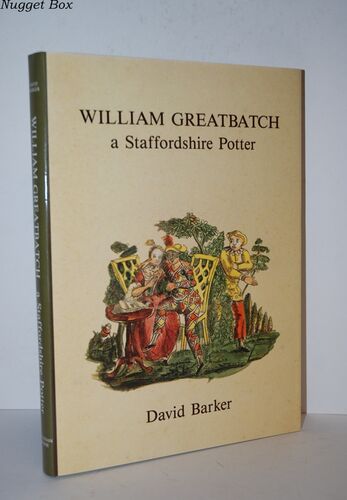 Nugget Box
WILLIAM GREATBATCH
a Staffordshire Potter
David Barker
WILLIAM GREATBATCH
a Staffordshire Potter